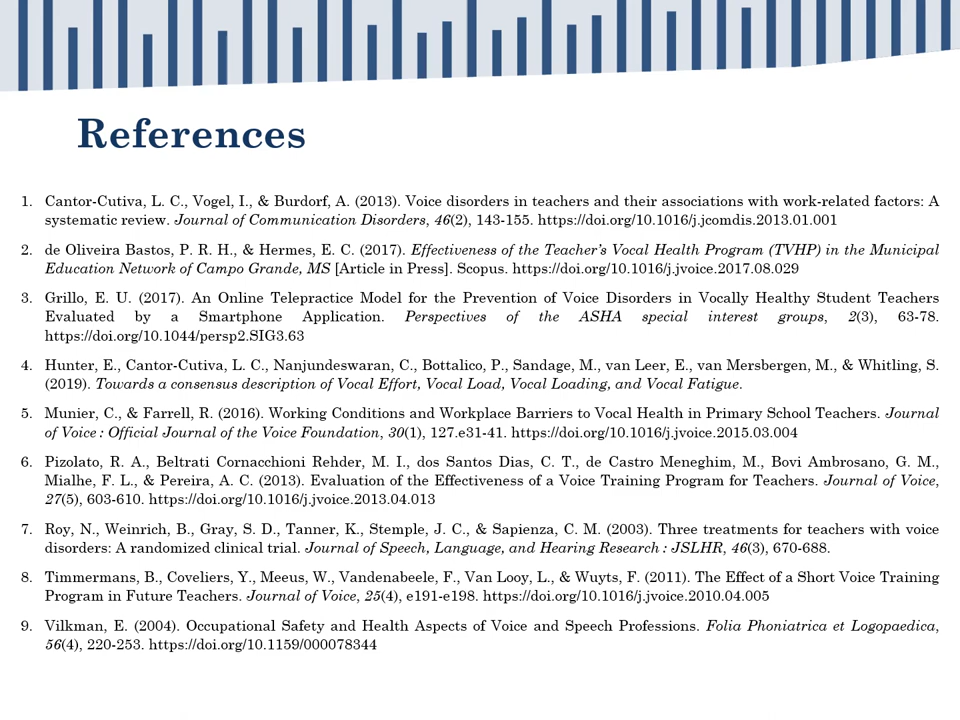 References
1. Cantor-Cutiva, L. C., Vogel, I., & Burdorf, A. (2013). Voice disorders in teachers and their associations with work-related factors: A
systematic review. Journal of Communication Disorders, 46(2), 143-155. https://doi.org/10.1016/j.jcomdis.2013.01.001
2. de Oliveira Bastos, P. R. H., & Hermes, E. C. (2017). Effectiveness of the Teacher’s Vocal Health Program (TVHP) in the Municipal
Education Network of Campo Grande, MS [Article in Press]. Scopus. https://doi.org/10.1016/j.jvoice.2017.08.029
3. Grillo, E. U. (2017). An Online Telepractice Model for the Prevention of Voice Disorders in Vocally Healthy Student Teachers
Evaluated by a Smartphone Application. Perspectives of the ASHA special interest groups, 2(3), 63-78.
https://doi.org/10.1044/persp2.SIG3.63
4. Hunter, E., Cantor-Cutiva, L. C., Nanjundeswaran, C., Bottalico, P., Sandage, M., van Leer, E., van Mersbergen, M., & Whitling, S.
(2019). Towards a consensus description of Vocal Effort, Vocal Load, Vocal Loading, and Vocal Fatigue.
5. Munier, C., & Farrell, R. (2016). Working Conditions and Workplace Barriers to Vocal Health in Primary School Teachers. Journal
of Voice : Official Journal of the Voice Foundation, 30(1), 127.e31-41. https://doi.org/10.1016/j.jvoice.2015.03.004
6. Pizolato, R. A., Beltrati Cornacchioni Rehder, M. I., dos Santos Dias, C. T., de Castro Meneghim, M., Bovi Ambrosano, G. M.,
Mialhe, F. L., & Pereira, A. C. (2013). Evaluation of the Effectiveness of a Voice Training Program for Teachers. Journal of Voice,
27(5), 603-610. https://doi.org/10.1016/j.jvoice.2013.04.013
7. Roy, N., Weinrich, B., Gray, S. D., Tanner, K., Stemple, J. C., & Sapienza, C. M. (2003). Three treatments for teachers with voice
disorders: A randomized clinical trial. Journal of Speech, Language, and Hearing Research : JSLHR, 46(3), 670-688.
8. Timmermans, B., Coveliers, Y., Meeus, W., Vandenabeele, F., Van Looy, L., & Wuyts, F. (2011). The Effect of a Short Voice Training
Program in Future Teachers. Journal of Voice, 25(4), e191-e198. https://doi.org/10.1016/j.jvoice.2010.04.005
9. Vilkman, E. (2004). Occupational Safety and Health Aspects of Voice and Speech Professions. Folia Phoniatrica et Logopaedica,
56(4), 220-253. https://doi.org/10.1159/000078344